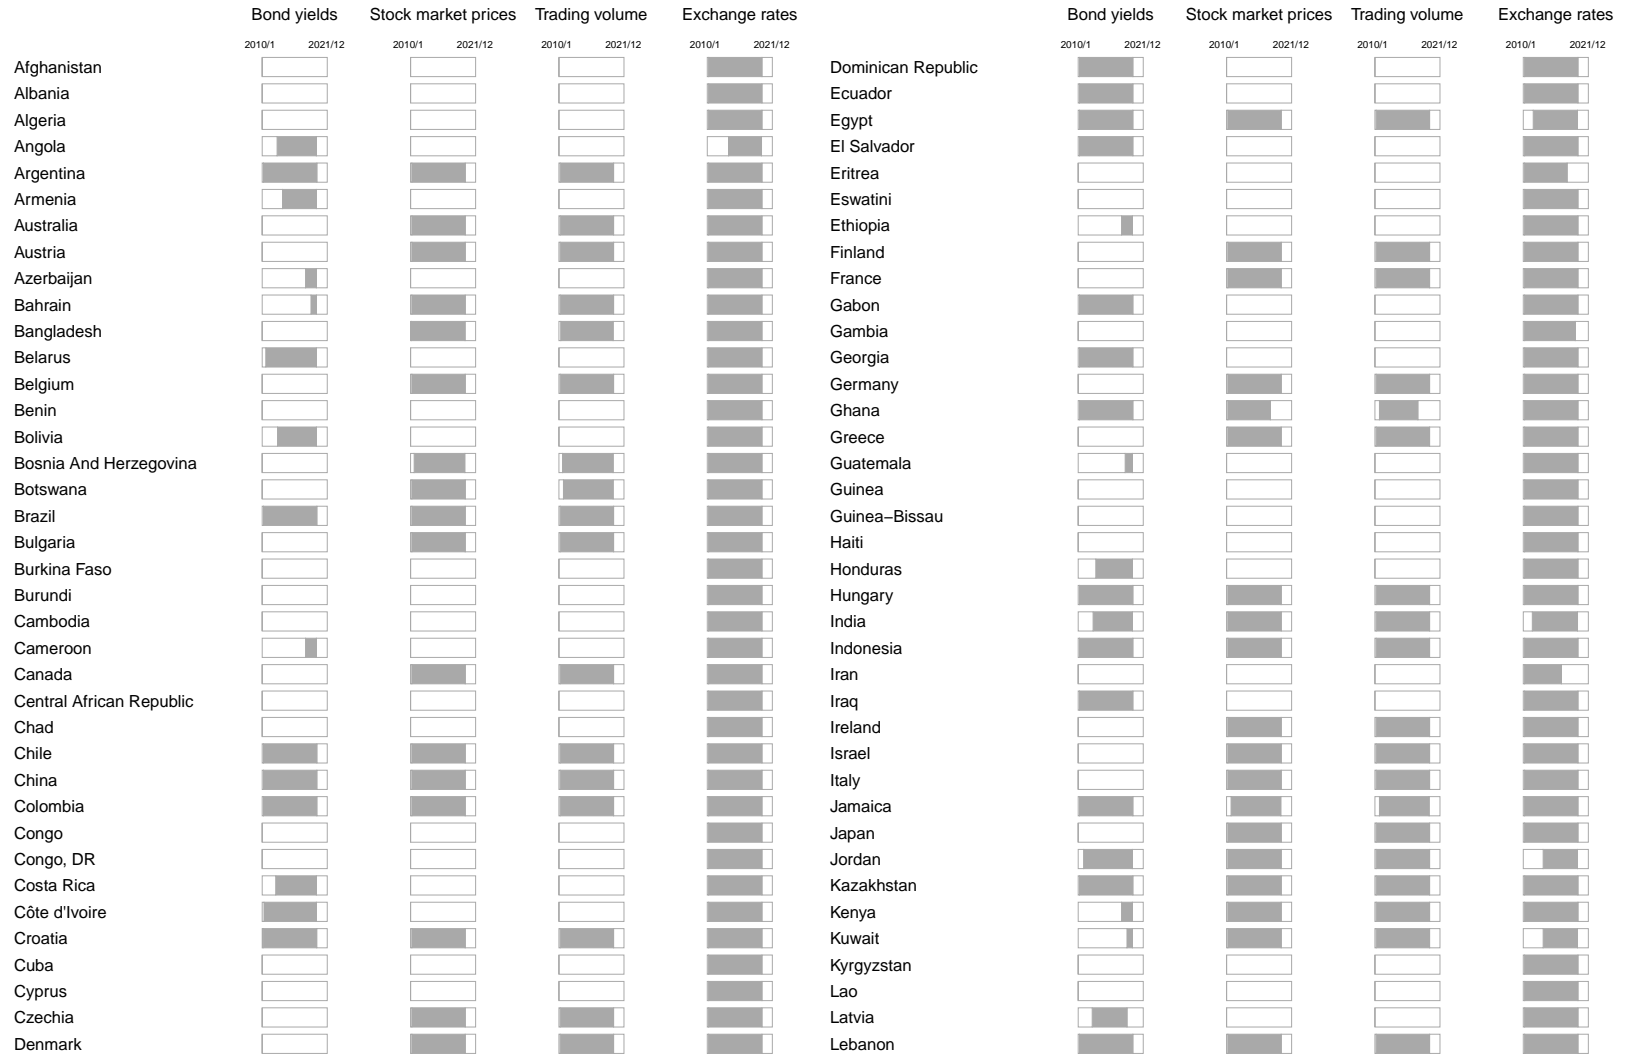 Bond yields Stock market prices Trading volume Exchange rates Bond yields Stock market prices Trading volume Exchange rates
2010/1 2021/12 2010/1 2021/12 2010/1 2021/12 2010/1 2021/12 2010/1 2021/12 2010/1 2021/12 2010/1 2021/12 2010/1 2021/12
Afghanistan Dominican Republic
Albania Ecuador
Algeria Egypt
Angola El Salvador
Argentina Eritrea
Armenia Eswatini
Australia Ethiopia
Austria Finland
Azerbaijan France
Bahrain Gabon
Bangladesh Gambia
Belarus Georgia
Belgium Germany
Benin Ghana
Bolivia Greece
Bosnia And Herzegovina Guatemala
Botswana Guinea
Brazil Guinea−Bissau
Bulgaria Haiti
Burkina Faso Honduras
Burundi Hungary
Cambodia India
Cameroon Indonesia
Canada Iran
Central African Republic Iraq
Chad Ireland
Chile Israel
China Italy
Colombia Jamaica
Congo Japan
Congo, DR Jordan
Costa Rica Kazakhstan
Côte d'Ivoire Kenya
Croatia Kuwait
Cuba Kyrgyzstan
Cyprus Lao
Czechia Latvia
Denmark Lebanon